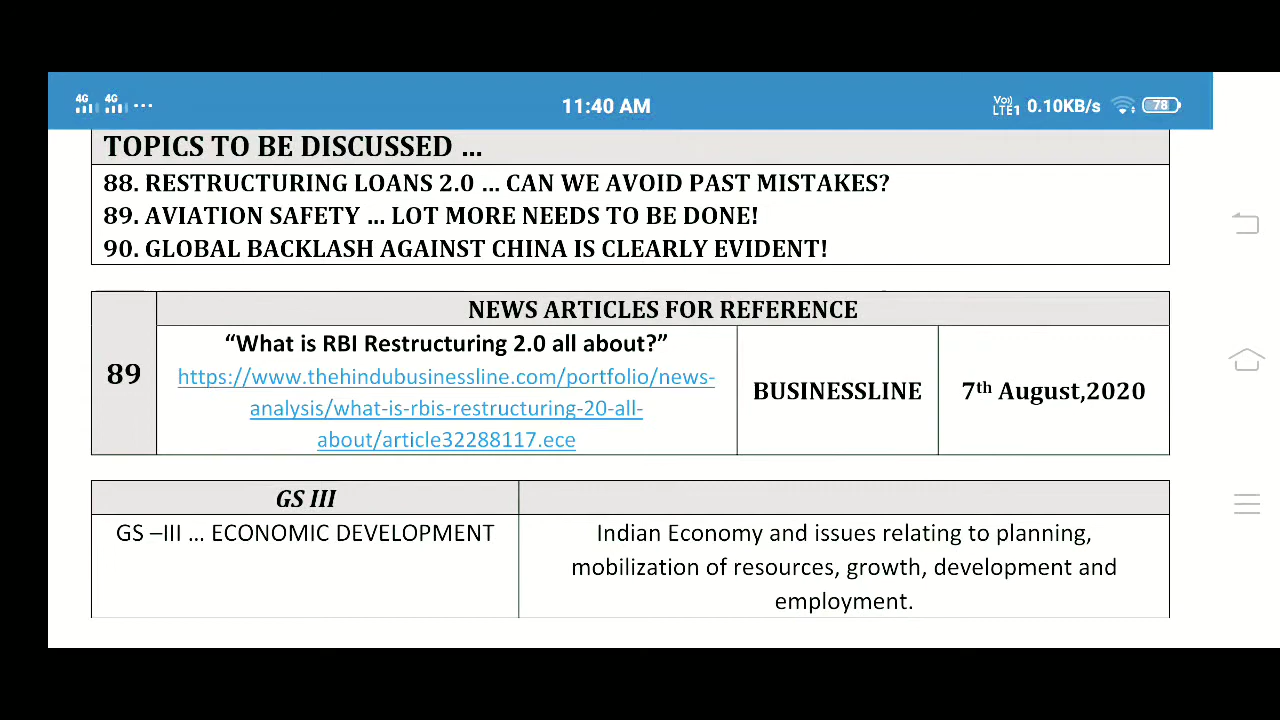 4G 4G ... 11:40 AM Vo) LTE1 0.10KB/s 78
TOPICS TO BE DISCUSSED ...
88. RESTRUCTURING LOANS 2.0 ... CAN WE AVOID PAST MISTAKES?
89. AVIATION SAFETY ... LOT MORE NEEDS TO BE DONE!
90. GLOBAL BACKLASH AGAINST CHINA IS CLEARLY EVIDENT!
NEWS ARTICLES FOR REFERENCE
89
“What is RBI Restructuring 2.0 all about?”
https://www.thehindubusinessline.com/portfolio/news-
analysis/what-is-rbis-restructuring-20-all-
about/article32288117.ece
BUSINESSLINE
7th August,2020
GS III
GS –III ... ECONOMIC DEVELOPMENT
Indian Economy and issues relating to planning,
mobilization of resources, growth, development and
employment.